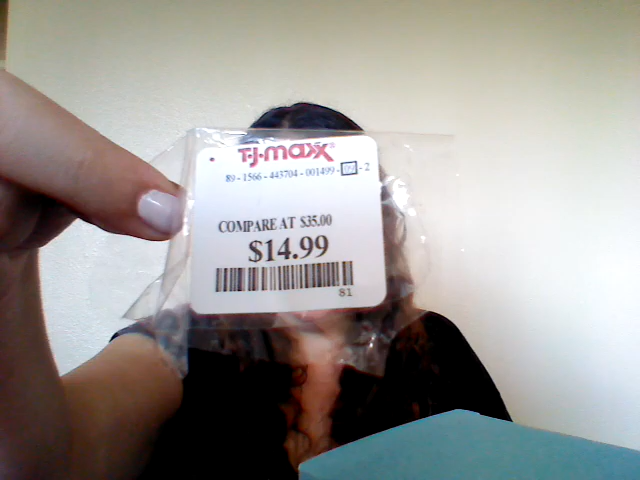 T·J·maxx®
89 - 1566 - 443704 - 001499 - - 2
COMPARE AT $35.00
$14.99
81